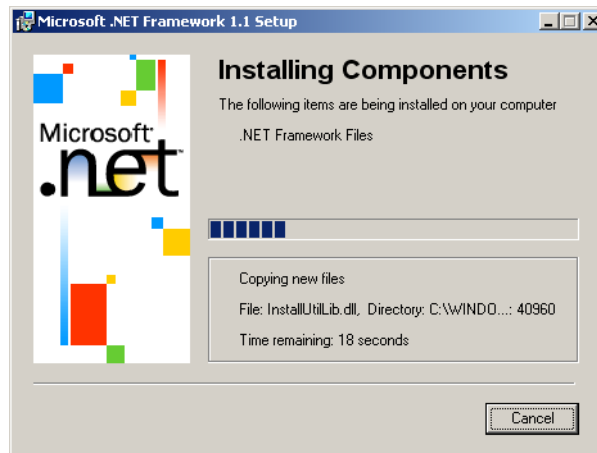 Microsoft .NET Framework 1.1 Setup
Installing Components
The following items are being installed on your computer
.NET Framework Files
Microsoft
.net
Copying new files
File: InstallUtilLib.dll, Directory: C:\WINDO...: 40960
Time remaining: 18 seconds
Cancel